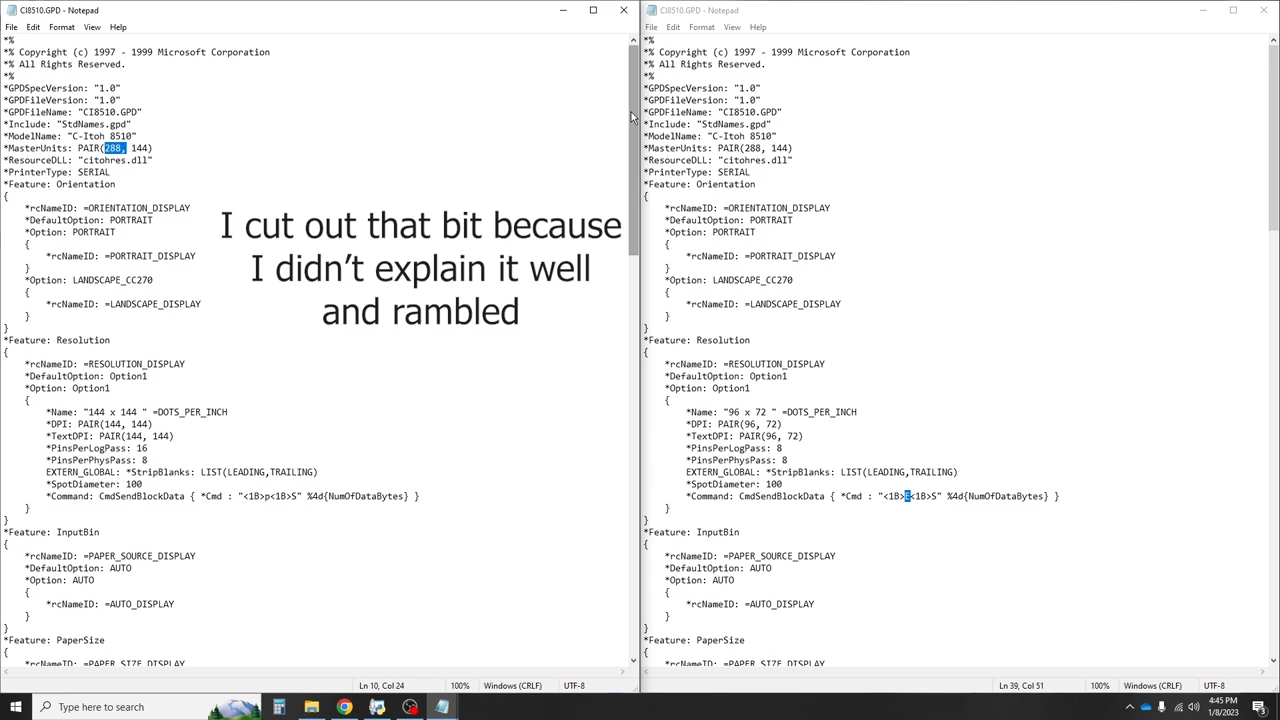 CI8510.GPD - Notepad
File Edit Format View Help
*%
*% Copyright (c) 1997 - 1999 Microsoft Corporation
*% All Rights Reserved.
*%
*GPDSpecVersion: "1.0"
*GPDFileVersion: "1.0"
*GPDFileName: "CI8510.GPD"
*Include: "StdNames.gpd"
*ModelName: "C-Itoh 8510"
*MasterUnits: PAIR(288, 144)
*ResourceDLL: "citohres.dll"
*PrinterType: SERIAL
*Feature: Orientation
{
*rcNameID: =ORIENTATION_DISPLAY
*DefaultOption: PORTRAIT
*Option: PORTRAIT
{
*rcNameID: =PORTRAIT_DISPLAY
}
*Option: LANDSCAPE_CC270
{
*rcNameID: =LANDSCAPE_DISPLAY
}
}
*Feature: Resolution
{
*rcNameID: =RESOLUTION_DISPLAY
*DefaultOption: Option1
*Option: Option1
{
*Name: "144 x 144 " =DOTS_PER_INCH
*DPI: PAIR(144, 144)
*TextDPI: PAIR(144, 144)
*PinsPerLogPass: 16
*PinsPerPhysPass: 8
EXTERN_GLOBAL: *StripBlanks: LIST(LEADING,TRAILING)
*SpotDiameter: 100
*Command: CmdSendBlockData { *Cmd : "<1B>p<1B>S" %4d{NumOfDataBytes} }
}
}
*Feature: InputBin
{
*rcNameID: =PAPER_SOURCE_DISPLAY
*DefaultOption: AUTO
*Option: AUTO
{
*rcNameID: =AUTO_DISPLAY
}
}
*Feature: PaperSize
{
*rcNameID: =PAPER_SIZE_DISPLAY
Ln 10, Col 24 100% Windows (CRLF) UTF-8
I cut out that bit because
I didn't explain it well
and rambled
CI8510.GPD - Notepad
File Edit Format View Help
*%
*% Copyright (c) 1997 - 1999 Microsoft Corporation
*% All Rights Reserved.
*%
*GPDSpecVersion: "1.0"
*GPDFileVersion: "1.0"
*GPDFileName: "CI8510.GPD"
*Include: "StdNames.gpd"
*ModelName: "C-Itoh 8510"
*MasterUnits: PAIR(288, 144)
*ResourceDLL: "citohres.dll"
*PrinterType: SERIAL
*Feature: Orientation
{
*rcNameID: =ORIENTATION_DISPLAY
*DefaultOption: PORTRAIT
*Option: PORTRAIT
{
*rcNameID: =PORTRAIT_DISPLAY
}
*Option: LANDSCAPE_CC270
{
*rcNameID: =LANDSCAPE_DISPLAY
}
}
*Feature: Resolution
{
*rcNameID: =RESOLUTION_DISPLAY
*DefaultOption: Option1
*Option: Option1
{
*Name: "96 x 72 " =DOTS_PER_INCH
*DPI: PAIR(96, 72)
*TextDPI: PAIR(96, 72)
*PinsPerLogPass: 8
*PinsPerPhysPass: 8
EXTERN_GLOBAL: *StripBlanks: LIST(LEADING,TRAILING)
*SpotDiameter: 100
*Command: CmdSendBlockData { *Cmd : "<1B>E<1B>S" %4d{NumOfDataBytes} }
}
}
*Feature: InputBin
{
*rcNameID: =PAPER_SOURCE_DISPLAY
*DefaultOption: AUTO
*Option: AUTO
{
*rcNameID: =AUTO_DISPLAY
}
}
*Feature: PaperSize
{
*rcNameID: =PAPER_SIZE_DISPLAY
Ln 39, Col 51 100% Windows (CRLF) UTF-8
Type here to search
4:45 PM
1/8/2023